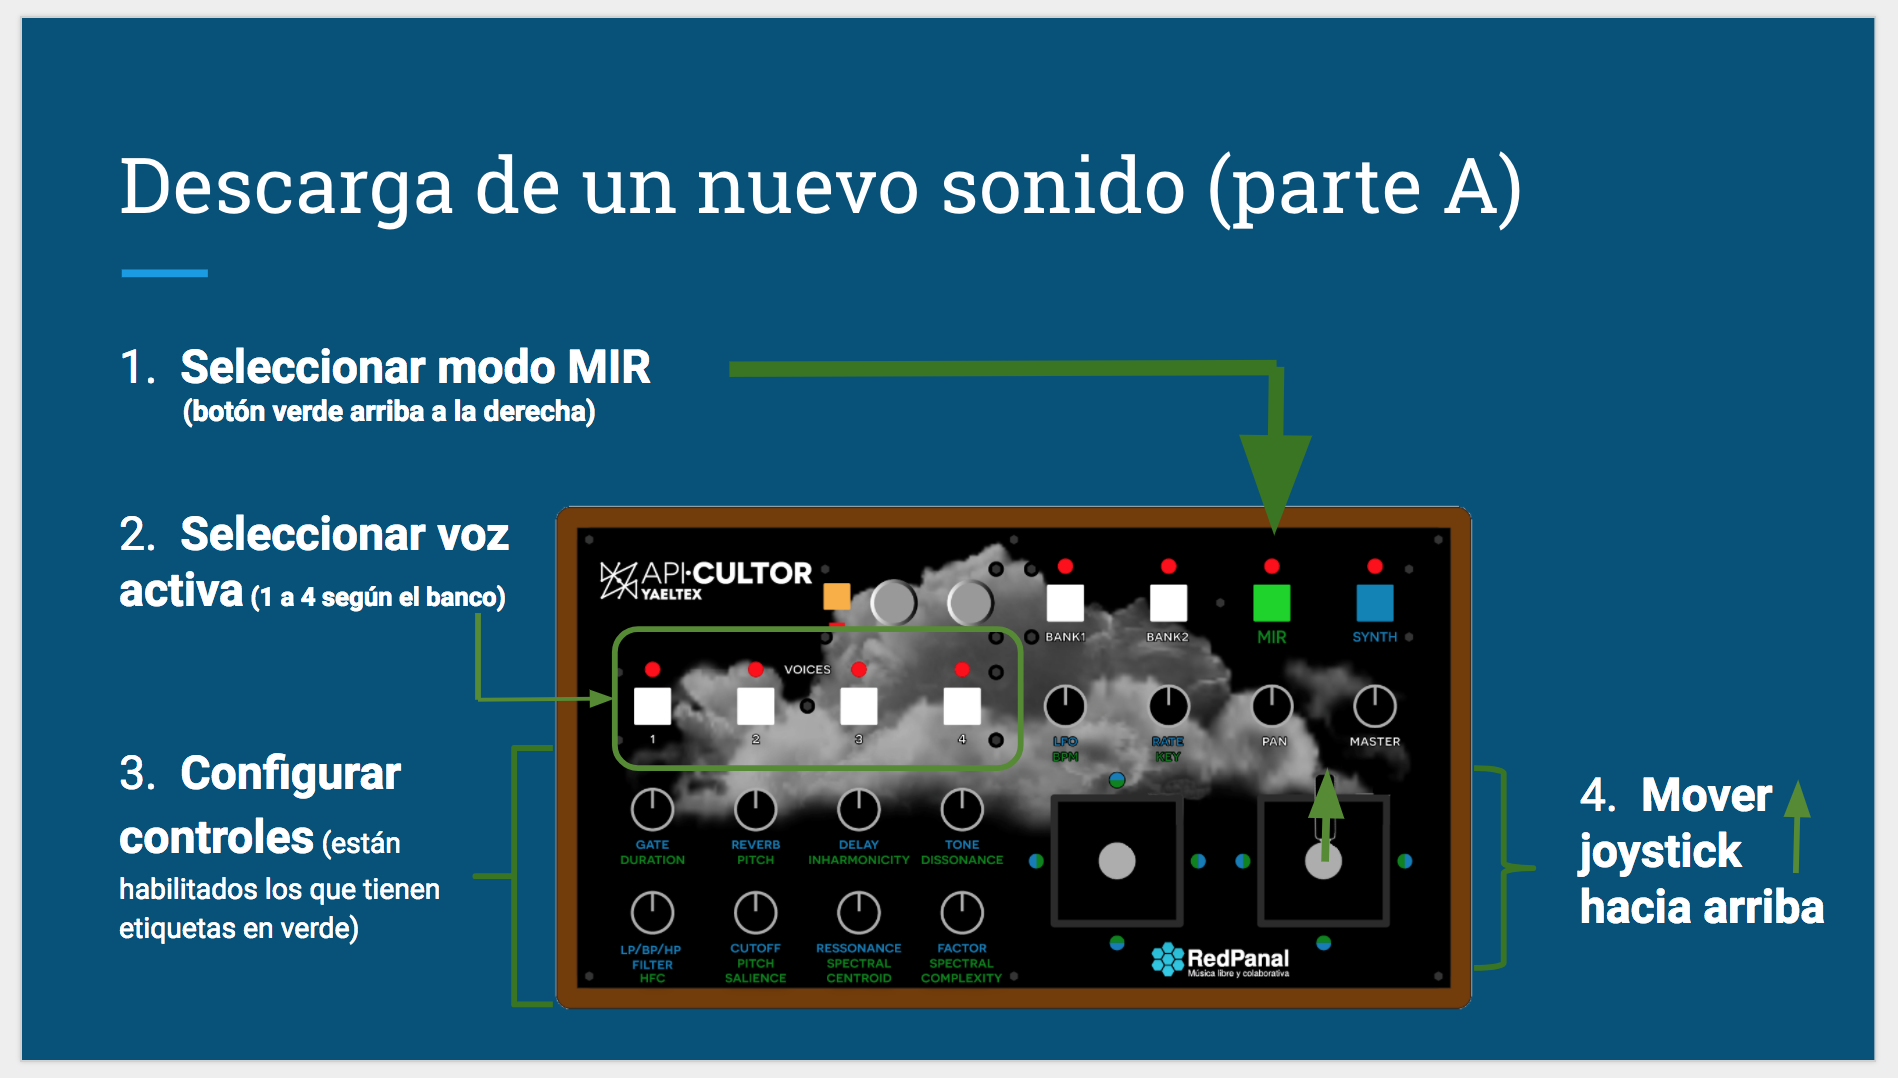 Descarga de un nuevo sonido (parte A)
1. Seleccionar modo MIR
(botón verde arriba a la derecha)
2. Seleccionar voz
activa (1 a 4 según el banco)
3. Configurar
controles (están
habilitados los que tienen
etiquetas en verde)
4. Mover
joystick
hacia arriba
API·CULTOR
YAELTEX
BANK1 BANK2 MIR SYNTH
VOICES
1 2 3 4
LFO RATE PAN MASTER
BPM KEY
GATE REVERB DELAY TONE
DURATION PITCH INHARMONICITY DISSONANCE
LP/BP/HP CUTOFF RESSONANCE FACTOR
FILTER PITCH SPECTRAL SPECTRAL
HFC SALIENCE CENTROID COMPLEXITY
RedPanal
Música libre y colaborativa